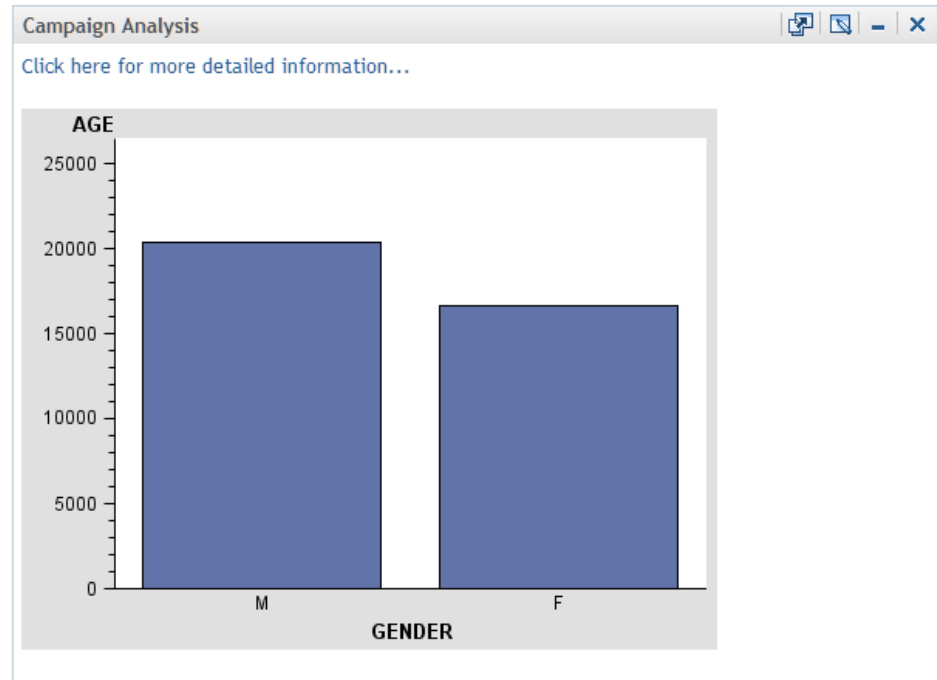 Campaign Analysis
Click here for more detailed information...
AGE
25000
20000
15000
10000
5000
0
M F
GENDER